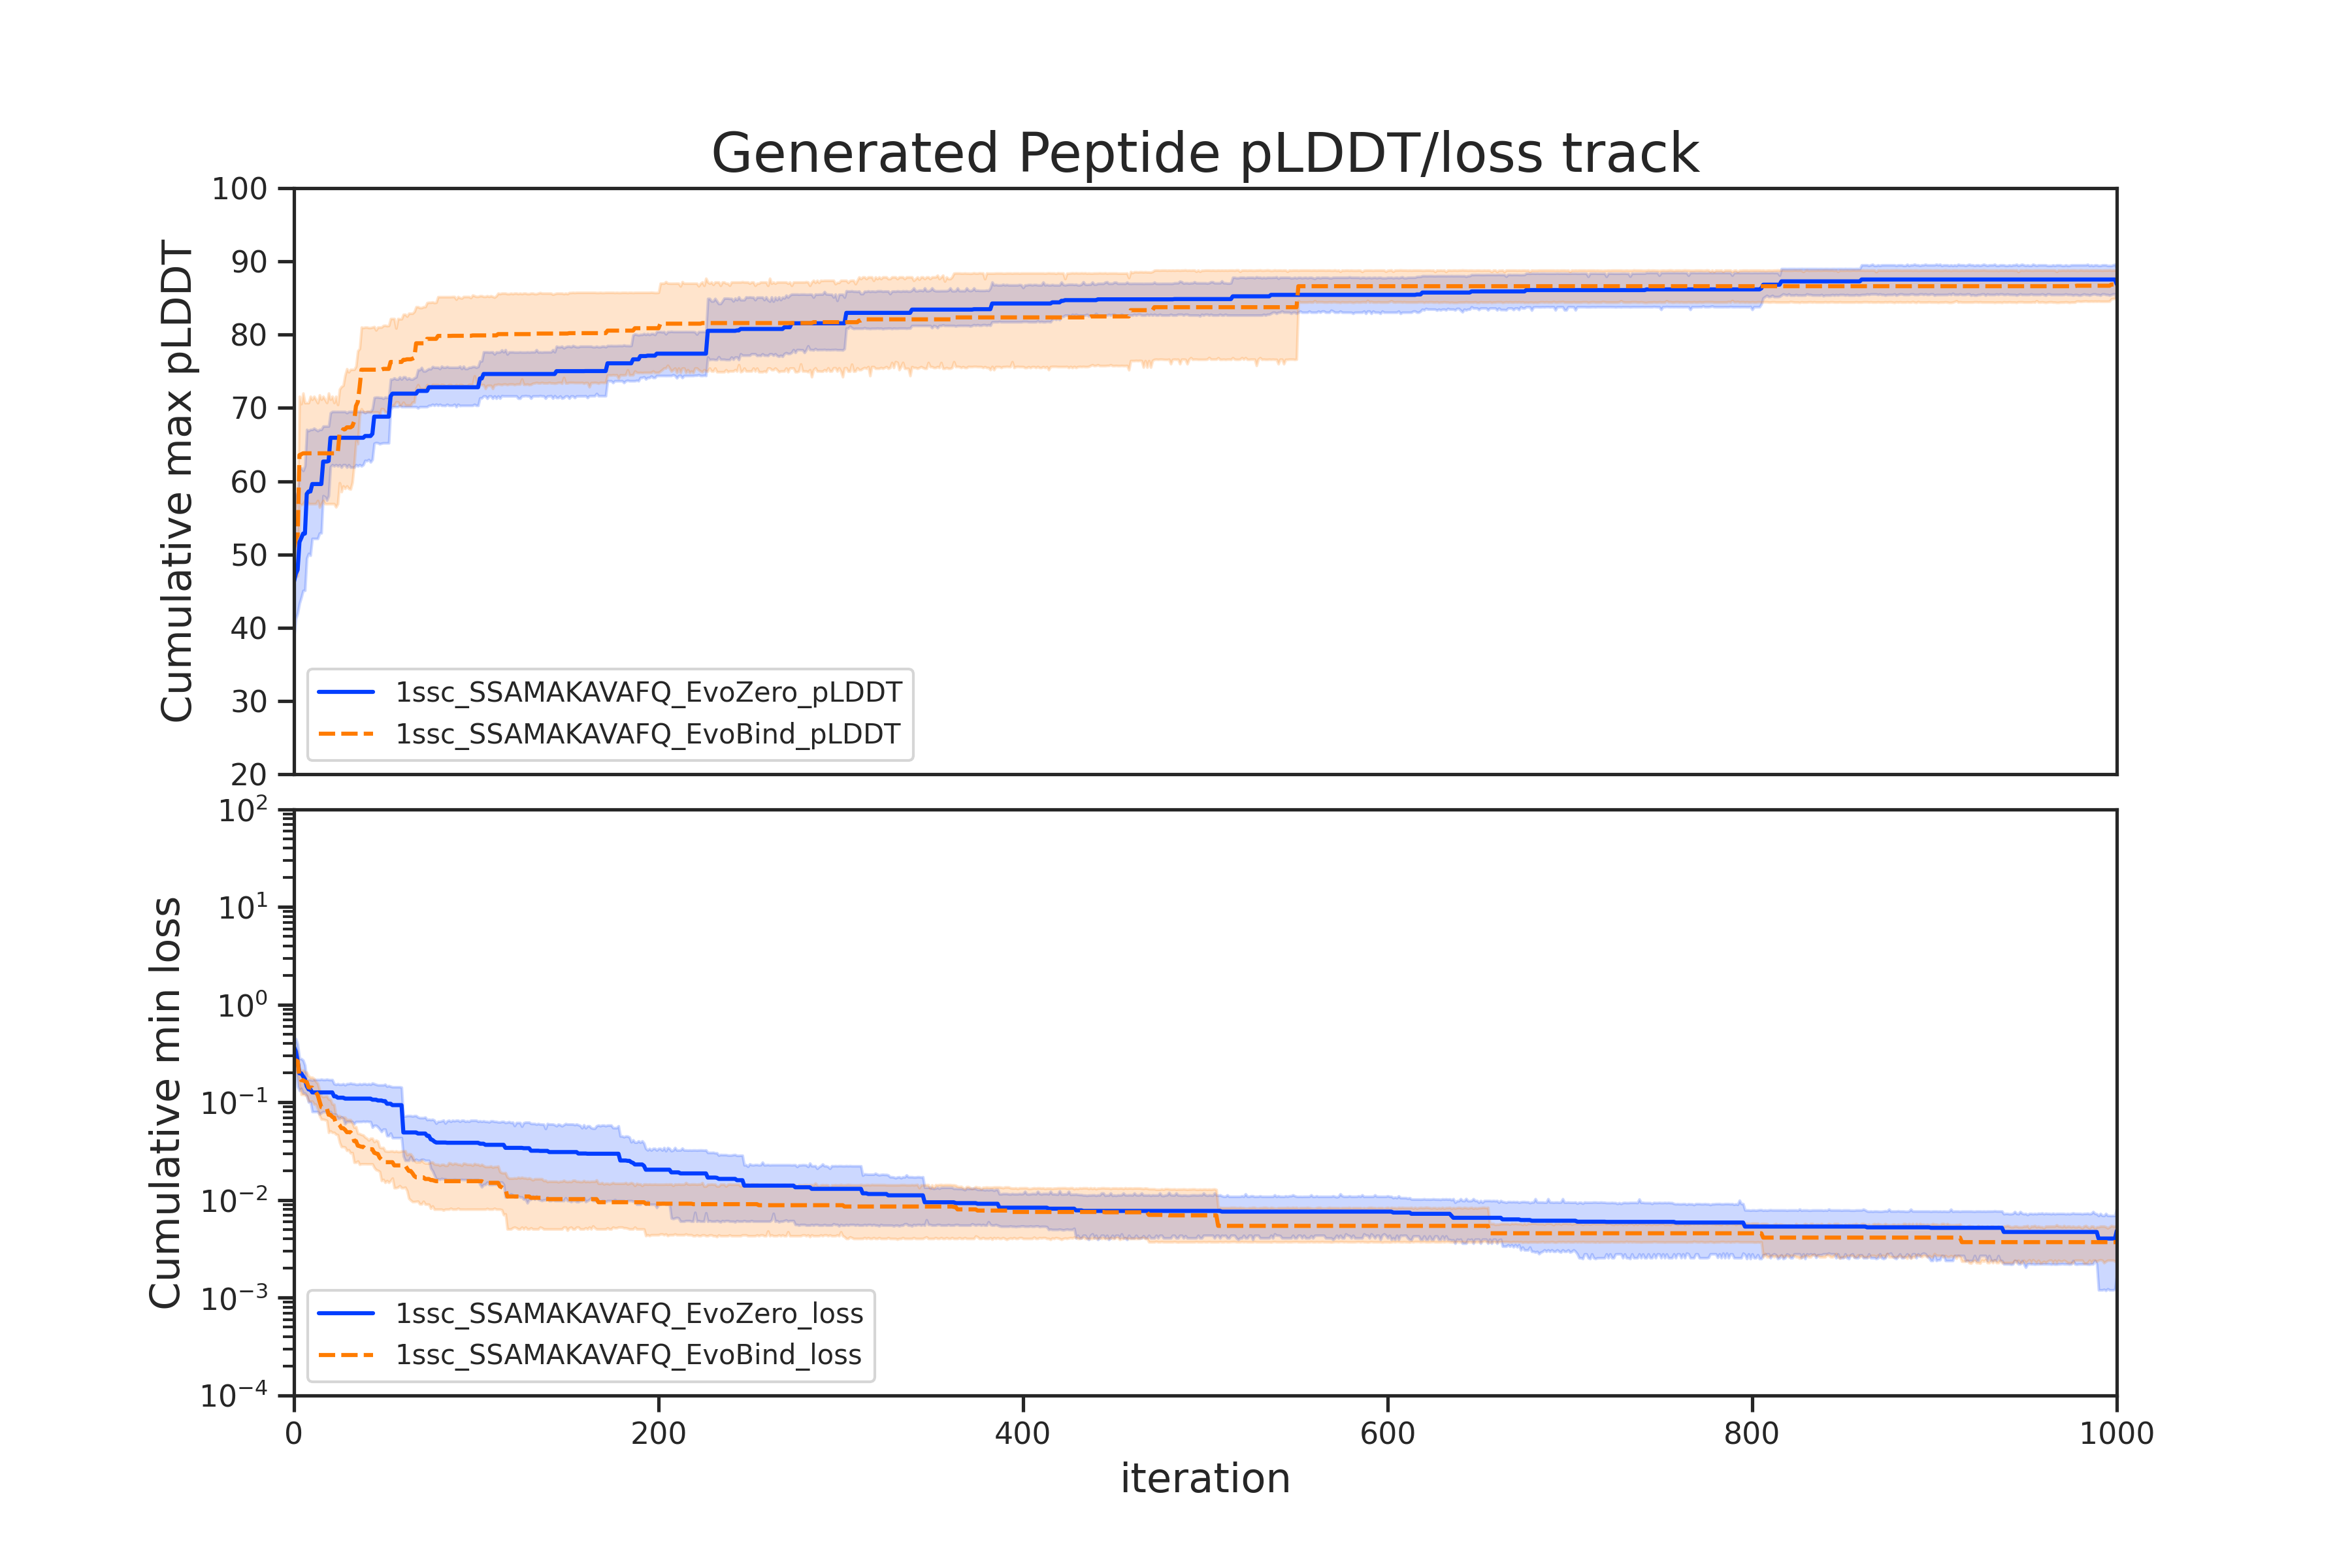 Generated Peptide pLDDT/loss track
Cumulative max pLDDT
100
90
80
70
60
50
40
30
20
1ssc_SSAMAKAVAFQ_EvoZero_pLDDT
1ssc_SSAMAKAVAFQ_EvoBind_pLDDT
Cumulative min loss
10²
10¹
10⁰
10⁻¹
10⁻²
10⁻³
10⁻⁴
1ssc_SSAMAKAVAFQ_EvoZero_loss
1ssc_SSAMAKAVAFQ_EvoBind_loss
0 200 400 600 800 1000
iteration